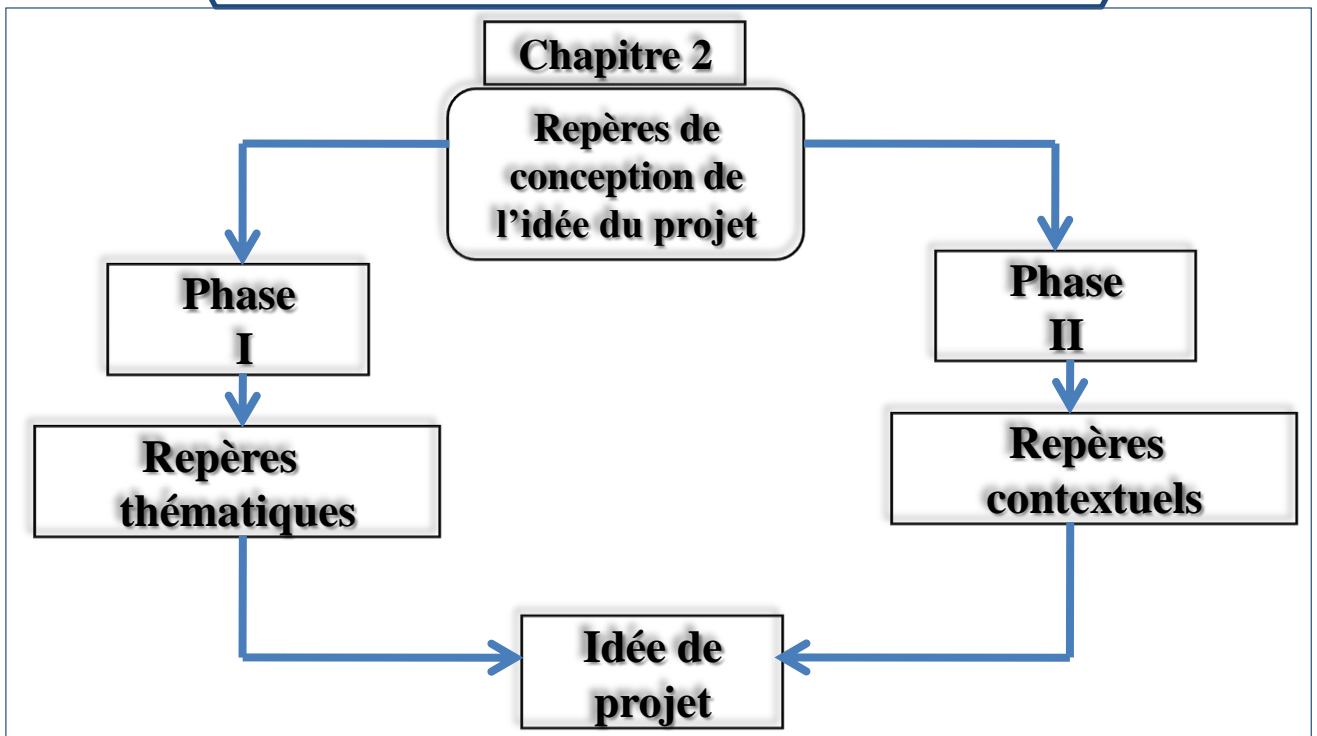 Chapitre 2
Repères de
conception de
l’idée du projet
Phase
I
Phase
II
Repères
thématiques
Repères
contextuels
Idée de
projet